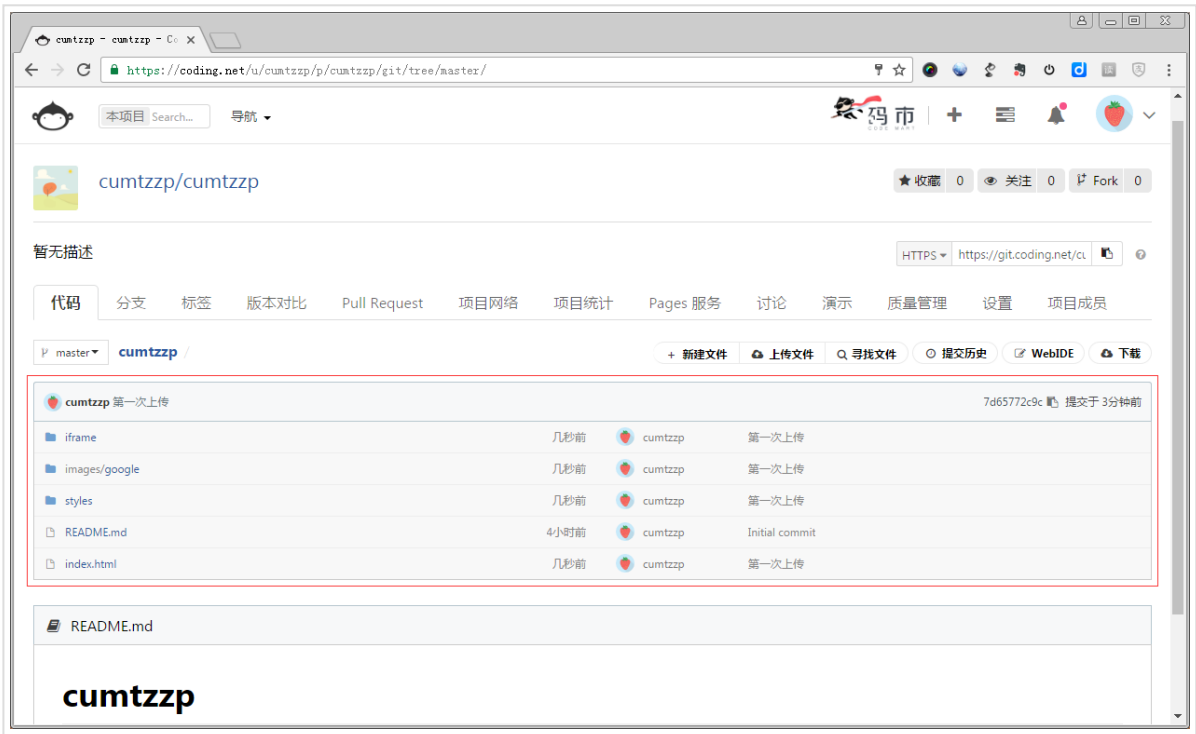 cumtzzp - cumtzzp - Co
https://coding.net/u/cumtzzp/p/cumtzzp/git/tree/master/
本项目 Search... 导航 码市
CODE MART
cumtzzp/cumtzzp 收藏 0 关注 0 Fork 0
暂无描述 HTTPS https://git.coding.net/cu
代码 分支 标签 版本对比 Pull Request 项目网络 项目统计 Pages 服务 讨论 演示 质量管理 设置 项目成员
master cumtzzp / + 新建文件 上传文件 寻找文件 提交历史 WebIDE 下载
cumtzzp 第一次上传 7d65772c9c 提交于 3分钟前
iframe 几秒前 cumtzzp 第一次上传
images/google 几秒前 cumtzzp 第一次上传
styles 几秒前 cumtzzp 第一次上传
README.md 4小时前 cumtzzp Initial commit
index.html 几秒前 cumtzzp 第一次上传
README.md
cumtzzp